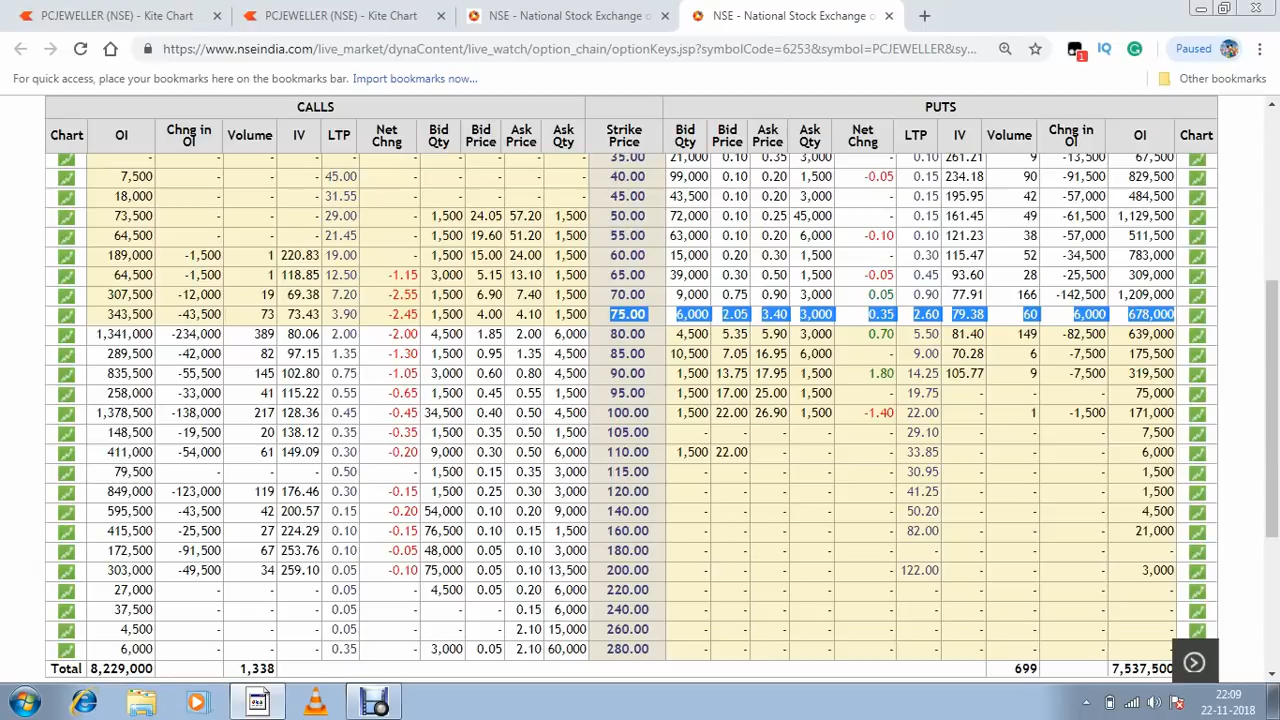 PCJEWELLER (NSE) - Kite Chart PCJEWELLER (NSE) - Kite Chart NSE - National Stock Exchange o NSE - National Stock Exchange o
https://www.nseindia.com/live_market/dynaContent/live_watch/option_chain/optionKeys.jsp?symbolCode=6253&symbol=PCJEWELLER&sy... 1 IQ G Paused
For quick access, place your bookmarks here on the bookmarks bar. Import bookmarks now... Other bookmarks
CALLS PUTS
Chart OI Chng in OI Volume IV LTP Net Chng Bid Qty Bid Price Ask Price Ask Qty Strike Price Bid Qty Bid Price Ask Price Ask Qty Net Chng LTP IV Volume Chng in OI OI Chart
- - - - - - - - - - 35.00 21,000 0.10 0.35 3,000 - 0.10 261.21 9 -13,500 67,500
7,500 - - - 45.00 - - - - - 40.00 99,000 0.10 0.20 1,500 -0.05 0.15 234.18 90 -91,500 829,500
18,000 - - - 31.55 - - - - - 45.00 43,500 0.10 0.20 3,000 - 0.15 195.95 42 -57,000 484,500
73,500 - - - 29.00 - 1,500 24.05 57.20 1,500 50.00 72,000 0.10 0.25 45,000 - 0.15 161.45 49 -61,500 1,129,500
64,500 - - - 21.45 - 1,500 19.60 51.20 1,500 55.00 63,000 0.10 0.20 6,000 -0.10 0.10 121.23 38 -57,000 511,500
189,000 -1,500 1 220.83 19.00 - 1,500 15.00 24.00 1,500 60.00 15,000 0.20 0.30 1,500 - 0.30 115.47 52 -34,500 783,000
64,500 -1,500 1 118.85 12.50 -1.15 3,000 5.15 13.10 1,500 65.00 39,000 0.30 0.50 1,500 -0.05 0.45 93.60 28 -25,500 309,000
307,500 -12,000 19 69.38 7.20 -2.55 1,500 6.90 7.40 1,500 70.00 9,000 0.75 0.90 3,000 0.05 0.90 77.91 166 -142,500 1,209,000
343,500 -43,500 73 73.43 3.90 -2.45 1,500 4.00 4.10 1,500 75.00 6,000 2.05 3.40 3,000 0.35 2.60 79.38 60 6,000 678,000
1,341,000 -234,000 389 80.06 2.00 -2.00 4,500 1.85 2.00 6,000 80.00 4,500 5.35 5.90 3,000 0.70 5.50 81.40 149 -82,500 639,000
289,500 -42,000 82 97.15 1.35 -1.30 1,500 0.95 1.35 4,500 85.00 10,500 7.05 16.95 6,000 - 9.00 70.28 6 -7,500 175,500
835,500 -55,500 145 102.80 0.75 -1.05 3,000 0.60 0.80 4,500 90.00 1,500 13.75 17.95 1,500 1.80 14.25 105.77 9 -7,500 319,500
258,000 -33,000 41 115.22 0.55 -0.65 1,500 0.45 0.55 1,500 95.00 1,500 17.00 25.00 1,500 - 19.75 - - - 75,000
1,378,500 -138,000 217 128.36 0.45 -0.45 34,500 0.40 0.50 4,500 100.00 1,500 22.00 26.90 1,500 -1.40 22.00 - 1 -1,500 171,000
148,500 -19,500 20 138.12 0.35 -0.35 1,500 0.35 0.50 1,500 105.00 - - - - - 29.10 - - - 7,500
411,000 -54,000 61 149.09 0.30 -0.20 9,000 0.30 0.50 6,000 110.00 1,500 22.00 - - - 33.85 - - - 6,000
79,500 - - - 0.50 - 1,500 0.15 0.35 3,000 115.00 - - - - - 30.95 - - - 1,500
849,000 -123,000 119 176.46 0.30 -0.15 1,500 0.25 0.30 3,000 120.00 - - - - - 41.25 - - - 1,500
595,500 -43,500 42 200.57 0.15 -0.20 54,000 0.10 0.20 9,000 140.00 - - - - - 50.20 - - - 4,500
415,500 -25,500 27 224.29 0.10 -0.15 76,500 0.10 0.15 1,500 160.00 - - - - - 82.00 - - - 21,000
172,500 -91,500 67 253.76 0.10 -0.05 48,000 0.05 0.10 3,000 180.00 - - - - - - - - - -
303,000 -49,500 34 259.10 0.05 -0.10 75,000 0.05 0.10 13,500 200.00 - - - - - 122.00 - - - 3,000
27,000 - - - 0.05 - 4,500 0.05 0.20 6,000 220.00 - - - - - - - - - -
37,500 - - - 0.05 - - - 0.15 6,000 240.00 - - - - - - - - - -
4,500 - - - 0.05 - - - 2.10 15,000 260.00 - - - - - - - - - -
6,000 - - - 0.35 - 3,000 0.05 2.10 60,000 280.00 - - - - - - - - -
Total 8,229,000 1,338 699 7,537,500
22:09
22-11-2018